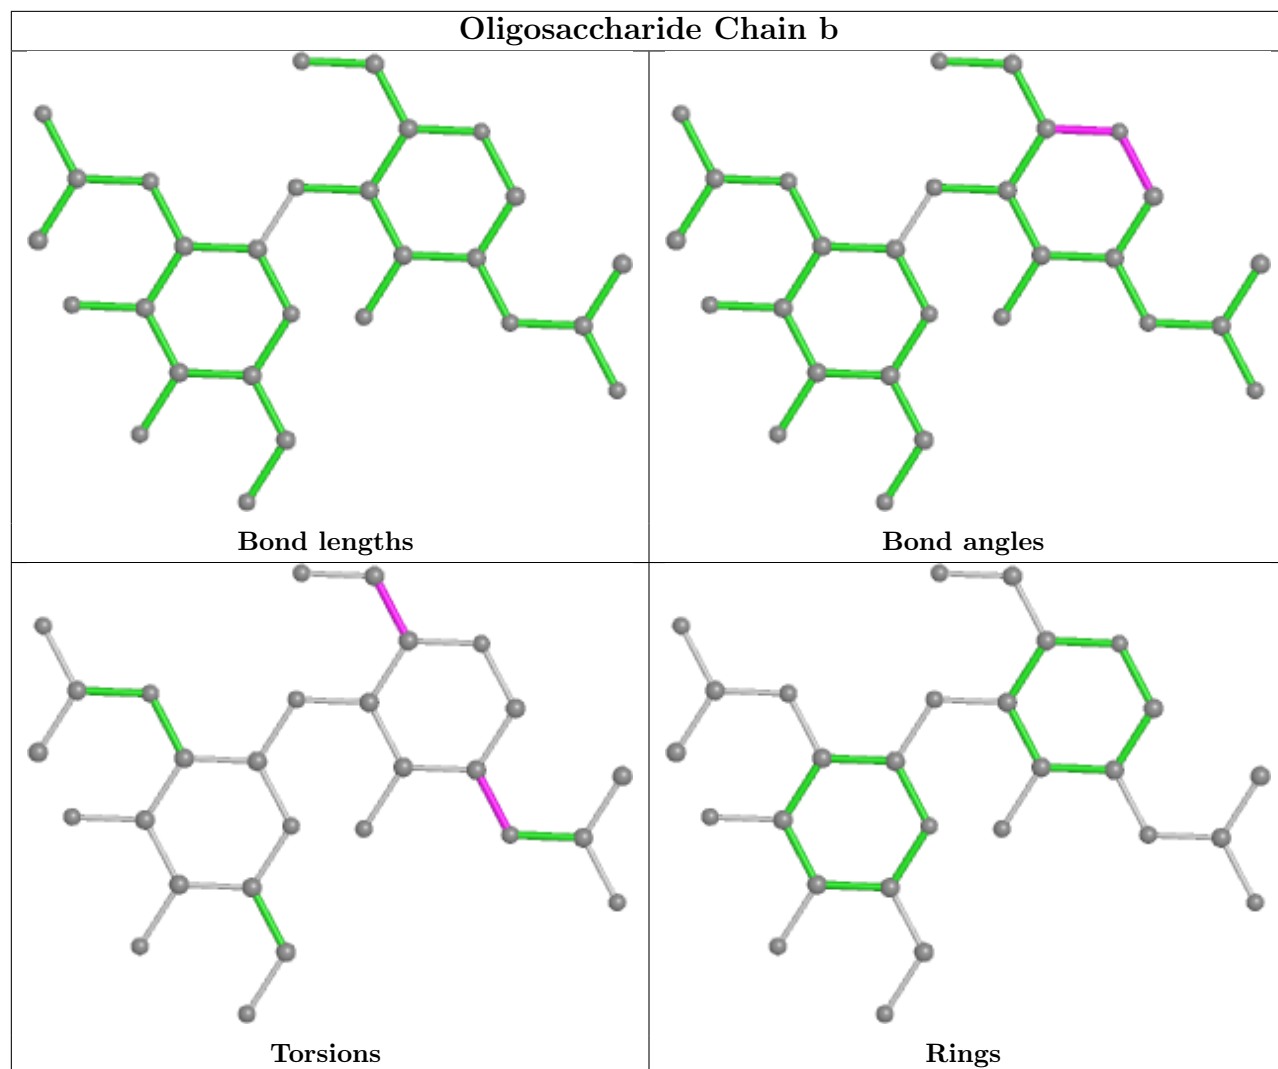 Oligosaccharide Chain b
Bond lengths
Bond angles
Torsions
Rings